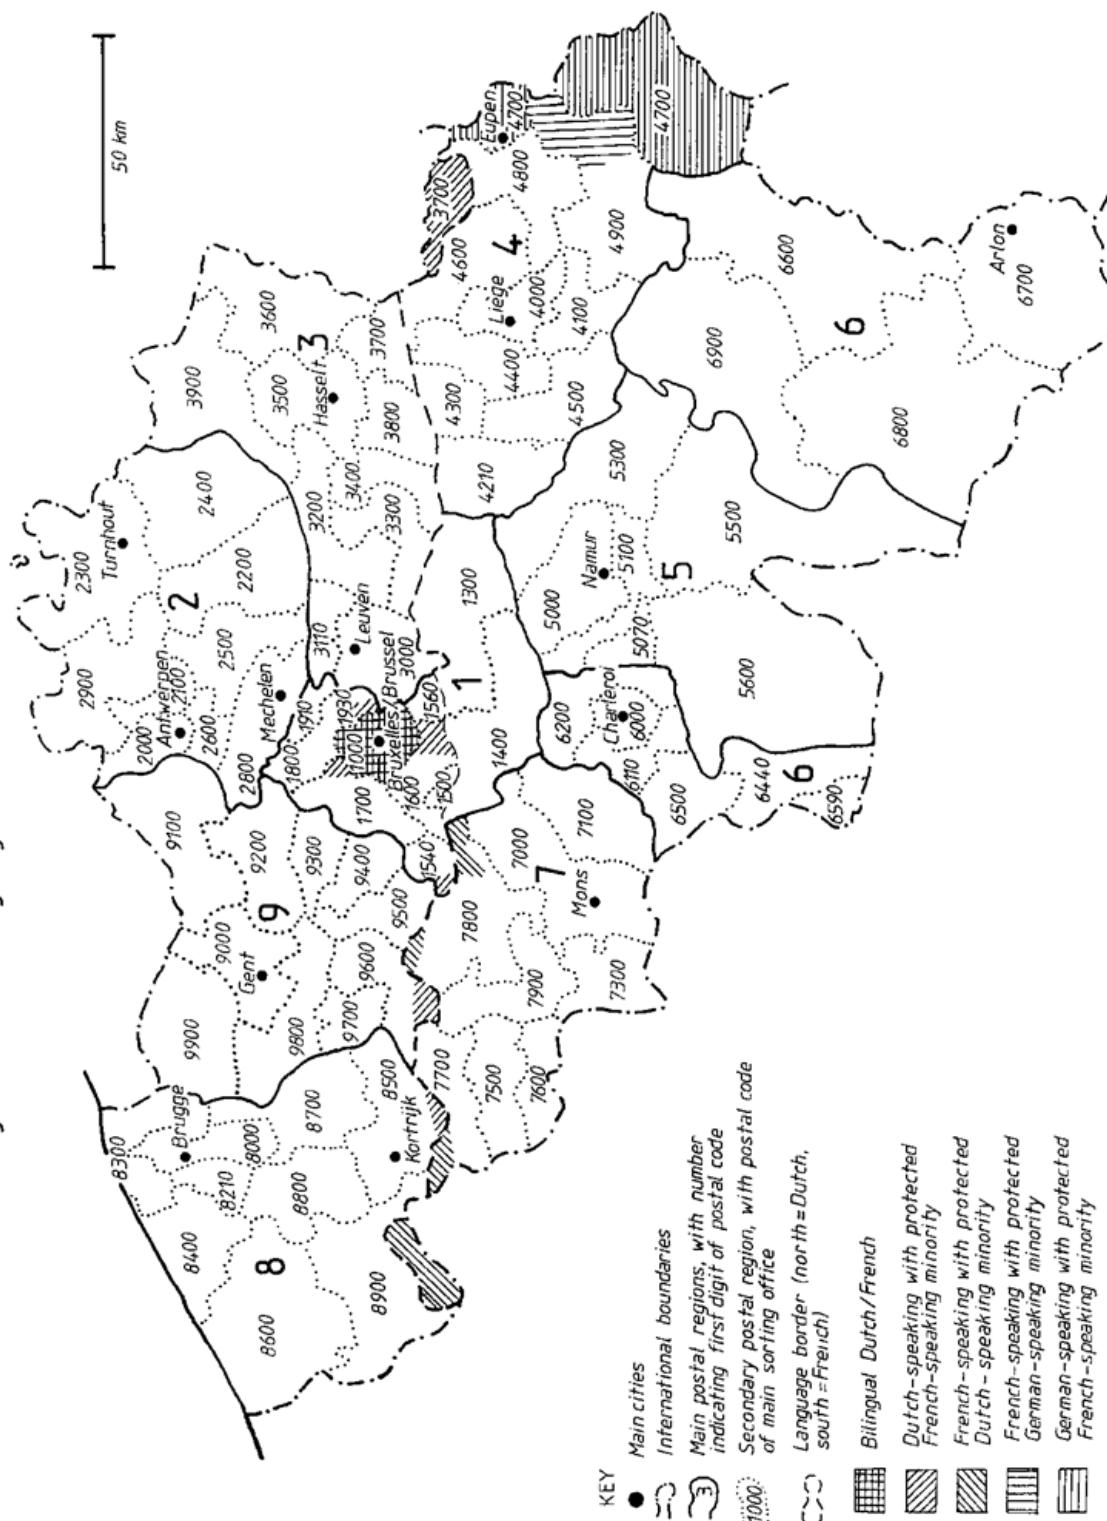 50 km
8300
Brugge
8400
8210
8000
8
8600
8700
8800
8900
8500
Kortrijk
9900
9000
Gent
9100
9200
9
9300
9400
9500
9600
9700
9800
2900
2300
Turnhout
2000
Antwerpen
2100
2
2400
2200
2500
2600
Mechelen
2800
3900
3600
3500
Hasselt
3
3700
3800
3400
3200
3300
3110
Leuven
3000
3700
1910
1930
1800
1000
Bruxelles/Brussel
1700
1600
1560
1500
1540
1
1300
1400
4700
Eupen
4800
4700
4600
4
Liege
4000
4900
4100
4400
4300
4500
4210
5300
Namur
5100
5000
5
5070
5500
5600
6600
6900
6
Arlon
6700
6800
6200
Charleroi
6000
6110
6500
6440
6
6590
7100
7000
7
Mons
7800
7900
7300
7700
7500
7600
KEY
Main cities
International boundaries
3
Main postal regions, with number
indicating first digit of postal code
1000
Secondary postal region, with postal code
of main sorting office
Language border (north=Dutch,
south=French)
Bilingual Dutch/French
Dutch-speaking with protected
French-speaking minority
French-speaking with protected
Dutch-speaking minority
French-speaking with protected
German-speaking minority
German-speaking with protected
French-speaking minority